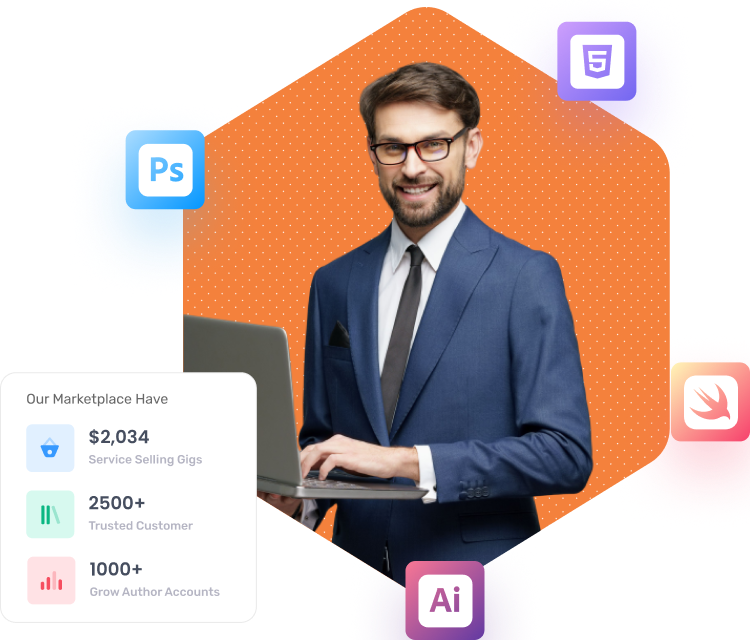 5
Ps
Our Marketplace Have
$2,034
Service Selling Gigs
2500+
Trusted Customer
1000+
Grow Author Accounts
Ai